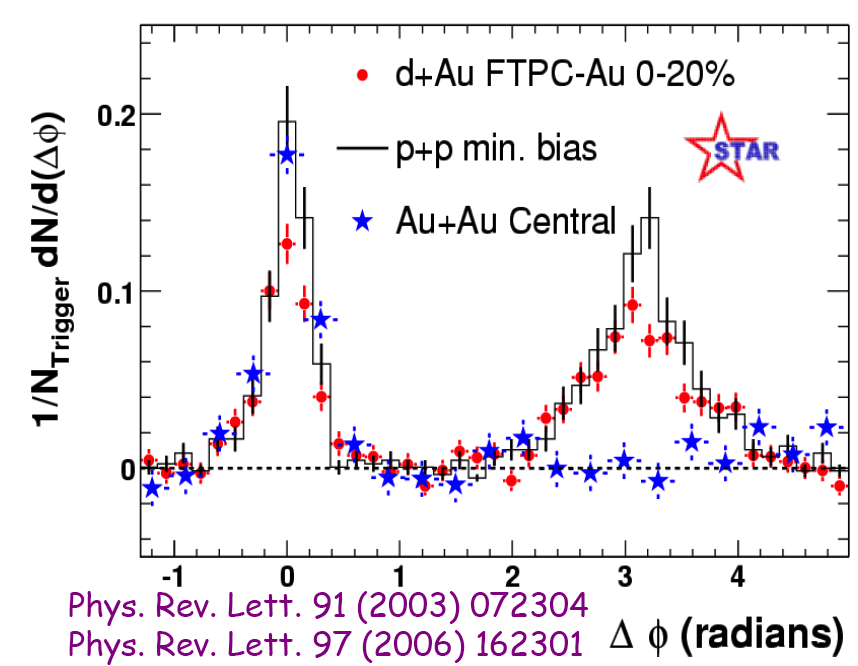 d+Au FTPC-Au 0-20%
p+p min. bias
Au+Au Central
STAR
1/N_Trigger dN/d(Δϕ)
0.2
0.1
0
-1 0 1 2 3 4
Δ ϕ (radians)
Phys. Rev. Lett. 91 (2003) 072304
Phys. Rev. Lett. 97 (2006) 162301